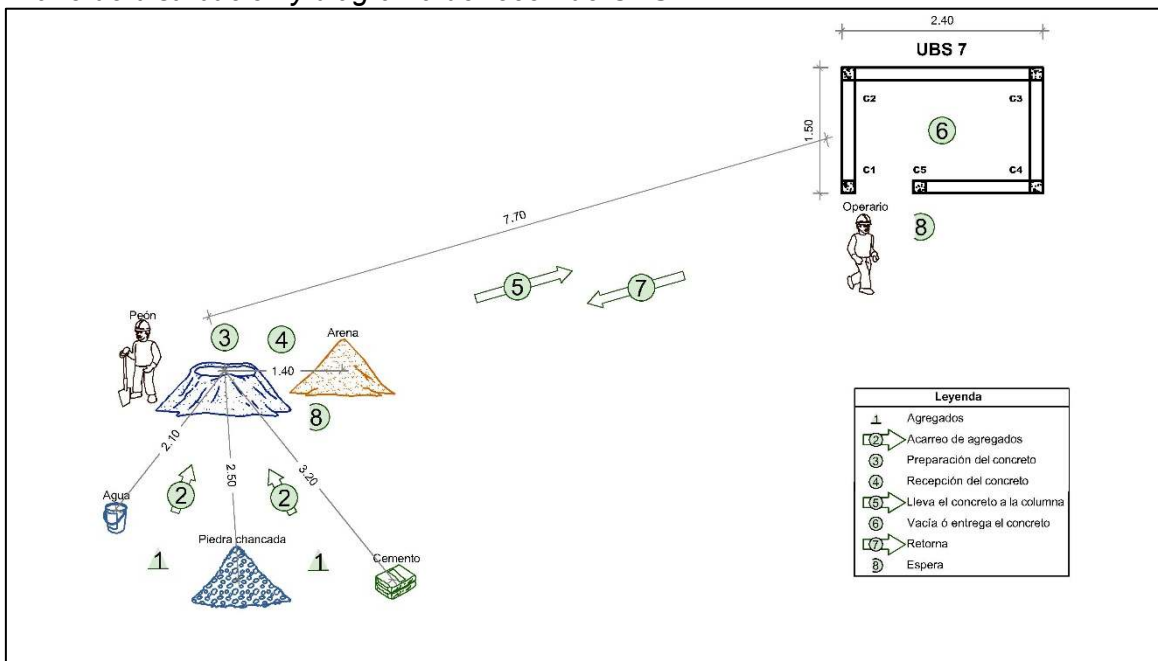 2.40
UBS 7
C2
C3
6
1.50
C1
C5
C4
Operario
8
7.70
5
7
Peón
3
4
Arena
1.40
8
2.10
2.50
3.20
2
2
Agua
Piedra chancada
Cemento
1
1
Leyenda
1 Agregados
2 Acarreo de agregados
3 Preparación del concreto
4 Recepción del concreto
5 Lleva el concreto a la columna
6 Vacía ó entrega el concreto
7 Retorna
8 Espera